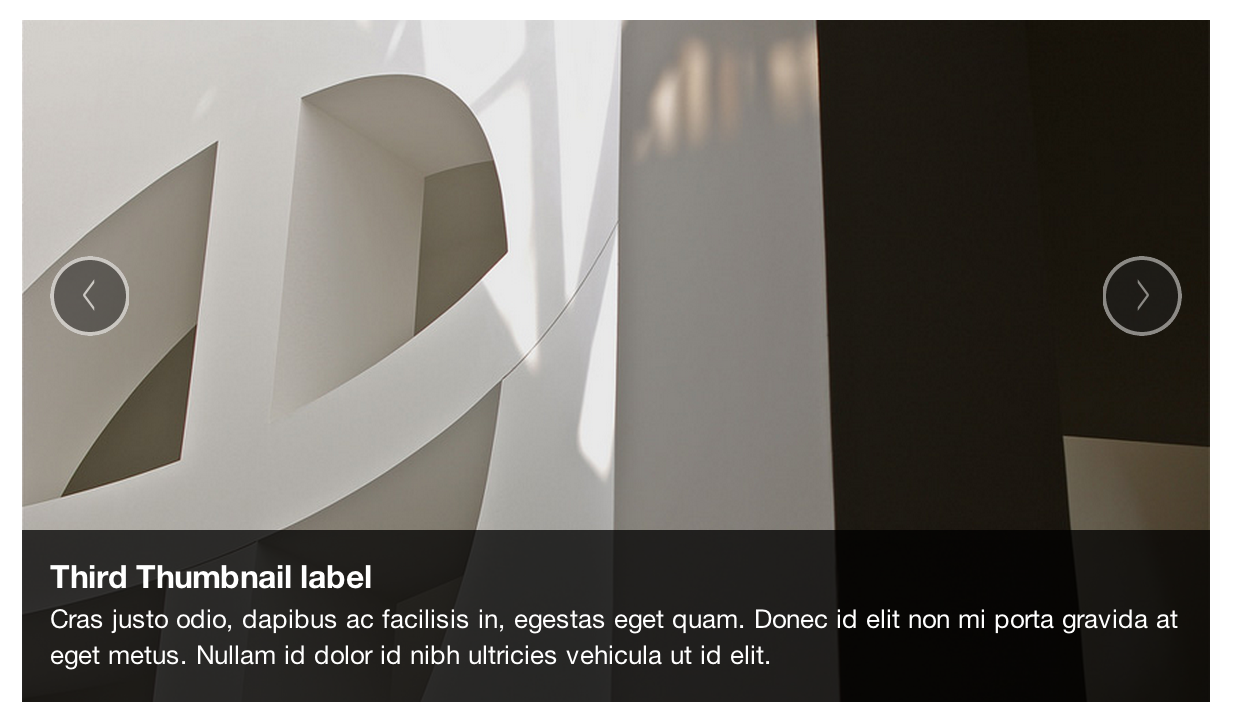 Third Thumbnail label
Cras justo odio, dapibus ac facilisis in, egestas eget quam. Donec id elit non mi porta gravida at
eget metus. Nullam id dolor id nibh ultricies vehicula ut id elit.